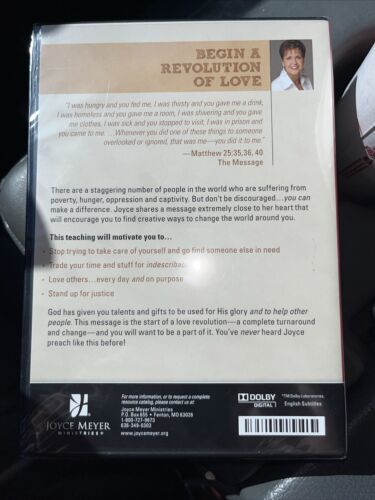 BEGIN A
REVOLUTION
OF LOVE
"I was hungry and you fed me, I was thirsty and you gave me a drink,
I was homeless and you gave me a room, I was shivering and you gave
me clothes, I was sick and you stopped to visit, I was in prison and
you came to me. . . Whenever you did one of these things to someone
overlooked or ignored, that was me—you did it to me."
—Matthew 25:35,36, 40
The Message
There are a staggering number of people in the world who are suffering from
poverty, hunger, oppression and captivity. But don't be discouraged...you can
make a difference. Joyce shares a message extremely close to her heart that
will encourage you to find creative ways to change the world around you.
This teaching will motivate you to...
• Stop trying to take care of yourself and go find someone else in need
• Trade your time and stuff for
• Love others...every day and on purpose
• Stand up for justice
God has given you talents and gifts to be used for His glory and to help other
people. This message is the start of a love revolution—a complete turnaround
and change—and you will want to be a part of it. You've never heard Joyce
preach like this before!
JOYCE MEYER
MINISTRIES®
For more information, or to request a complete
resource catalog, please contact us at:
Joyce Meyer Ministries
P.O. Box 655 • Fenton, MO 63026
1-800-727-9673
636-349-0303
www.joycemeyer.org
DOLBY
DIGITAL
*TM Dolby Laboratories.
English Subtitles